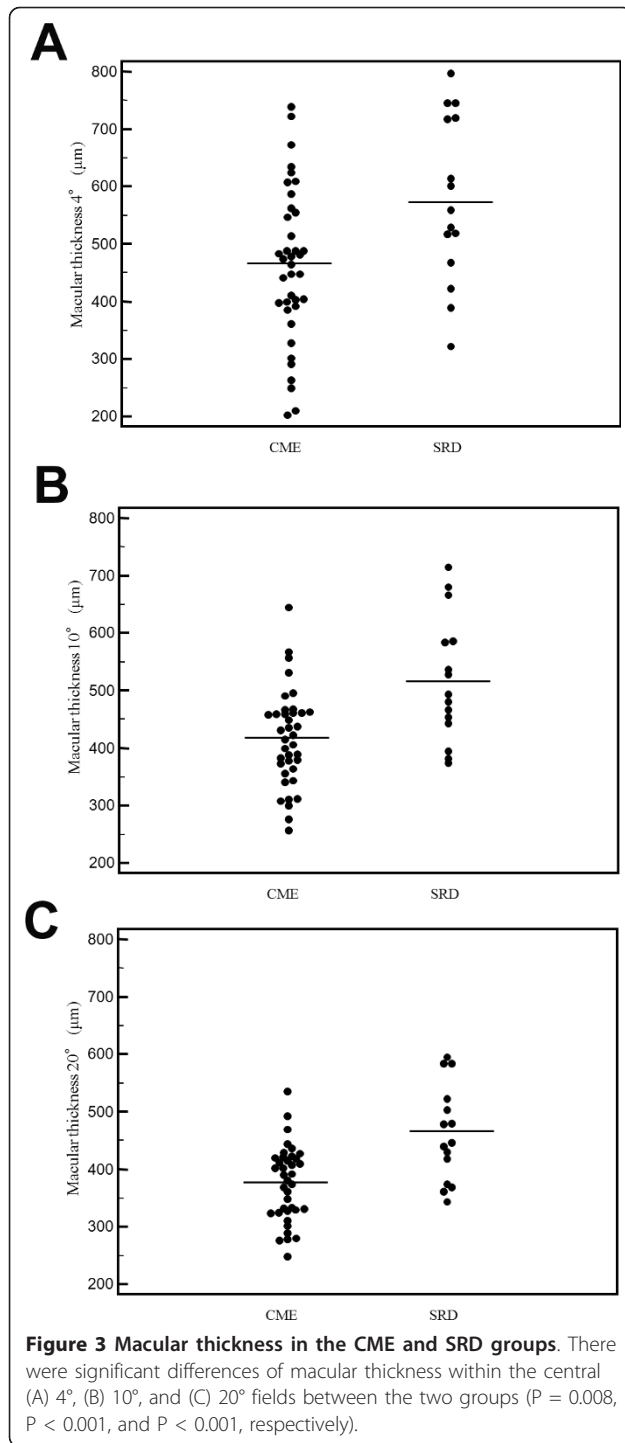 A
800
700
600
500
400
300
200
Macular thickness 4° (μm)
CME SRD
B
800
700
600
500
400
300
200
Macular thickness 10° (μm)
CME SRD
C
800
700
600
500
400
300
200
Macular thickness 20° (μm)
CME SRD
Figure 3 Macular thickness in the CME and SRD groups. There
were significant differences of macular thickness within the central
(A) 4°, (B) 10°, and (C) 20° fields between the two groups (P = 0.008,
P < 0.001, and P < 0.001, respectively).